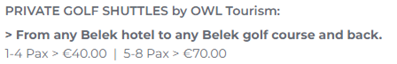 PRIVATE GOLF SHUTTLES by OWL Tourism:
> From any Belek hotel to any Belek golf course and back.
1-4 Pax > €40.00 | 5-8 Pax > €70.00